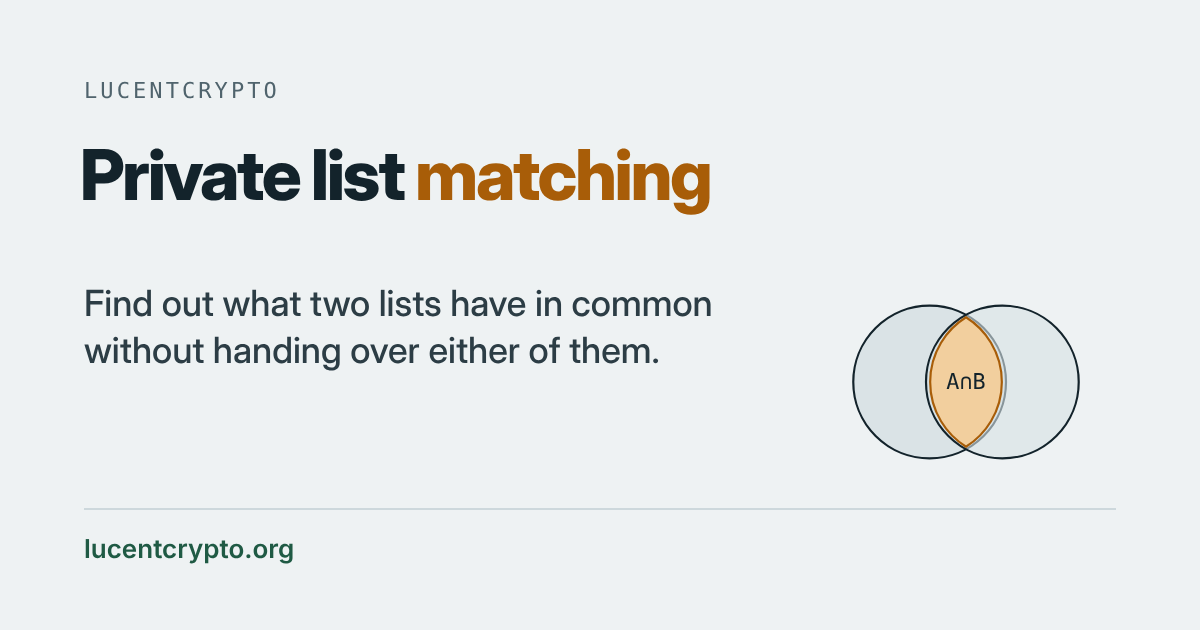 LUCENTCRYPTO
Private list matching
Find out what two lists have in common
without handing over either of them.
A∩B
lucentcrypto.org